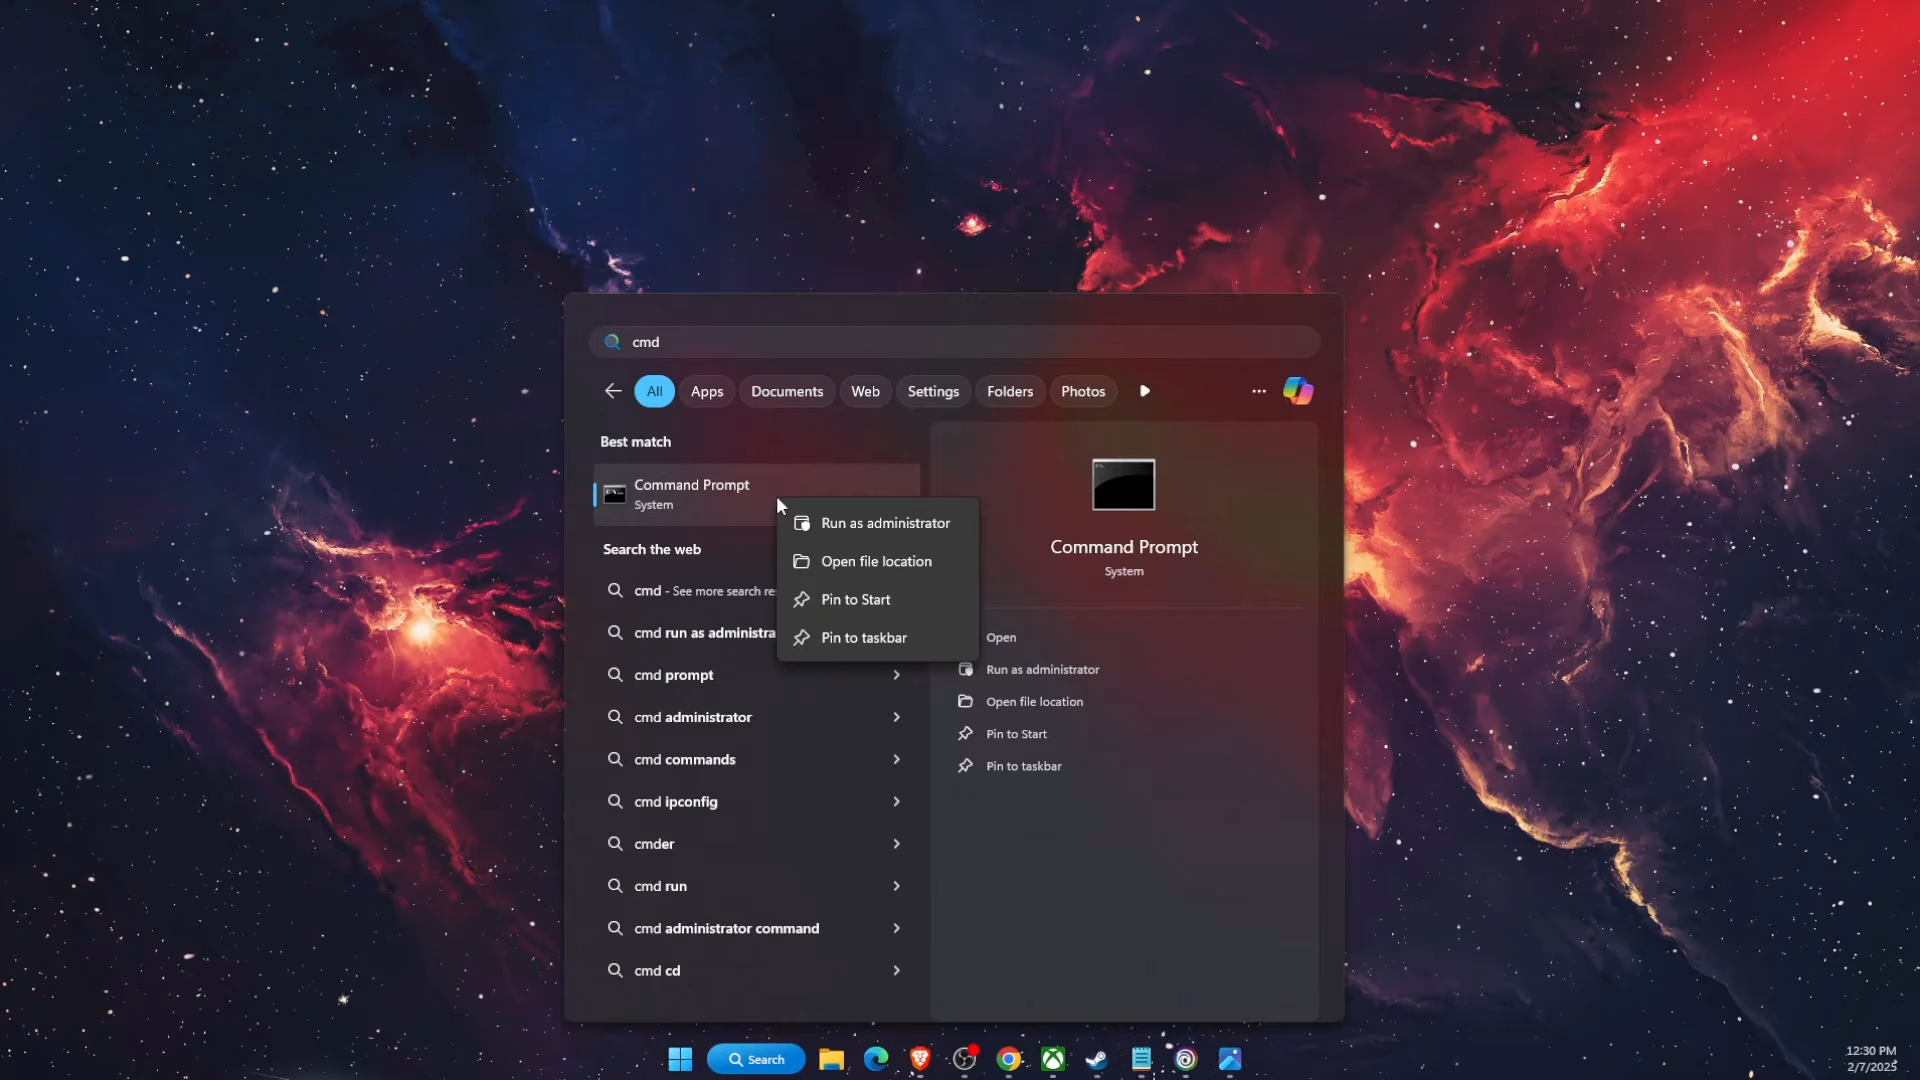 cmd
All
Apps
Documents
Web
Settings
Folders
Photos
Best match
Command Prompt
System
Search the web
cmd - See more search re
cmd run as administra
cmd prompt
cmd administrator
cmd commands
cmd ipconfig
cmder
cmd run
cmd administrator command
cmd cd
Run as administrator
Open file location
Pin to Start
Pin to taskbar
Command Prompt
System
Open
Run as administrator
Open file location
Pin to Start
Pin to taskbar
Search
12:30 PM
2/7/2025